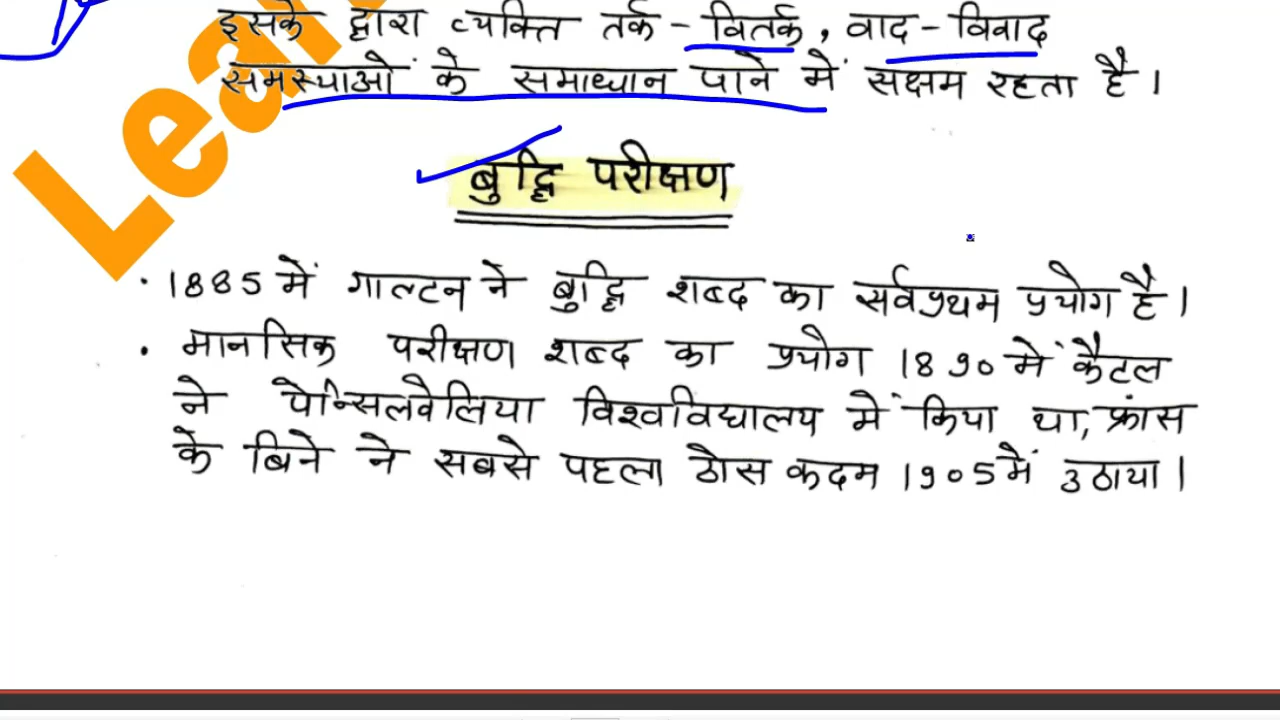 इसके द्वारा व्यक्ति तर्क - वितर्क, वाद - विवाद
समस्याओं के समाधान पाने में सक्षम रहता है।
बुद्धि परीक्षण
• 1885 में गाल्टन ने बुद्धि शब्द का सर्वप्रथम प्रयोग है।
• मानसिक परीक्षण शब्द का प्रयोग 1890 में कैटल
ने पेन्सिलवेलिया विश्वविद्यालय में किया था, फ्रांस
के बिने ने सबसे पहला ठोस कदम 1905 में उठाया।